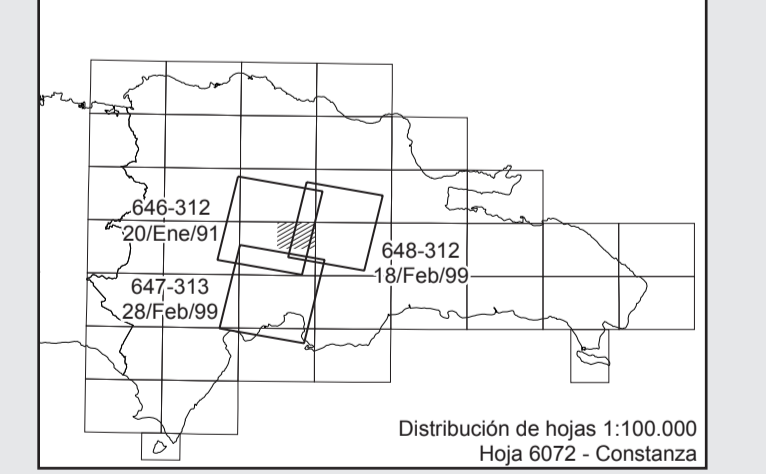 646-312
20/Ene/91
648-312
18/Feb/99
647-313
28/Feb/99
Distribución de hojas 1:100.000
Hoja 6072 - Constanza